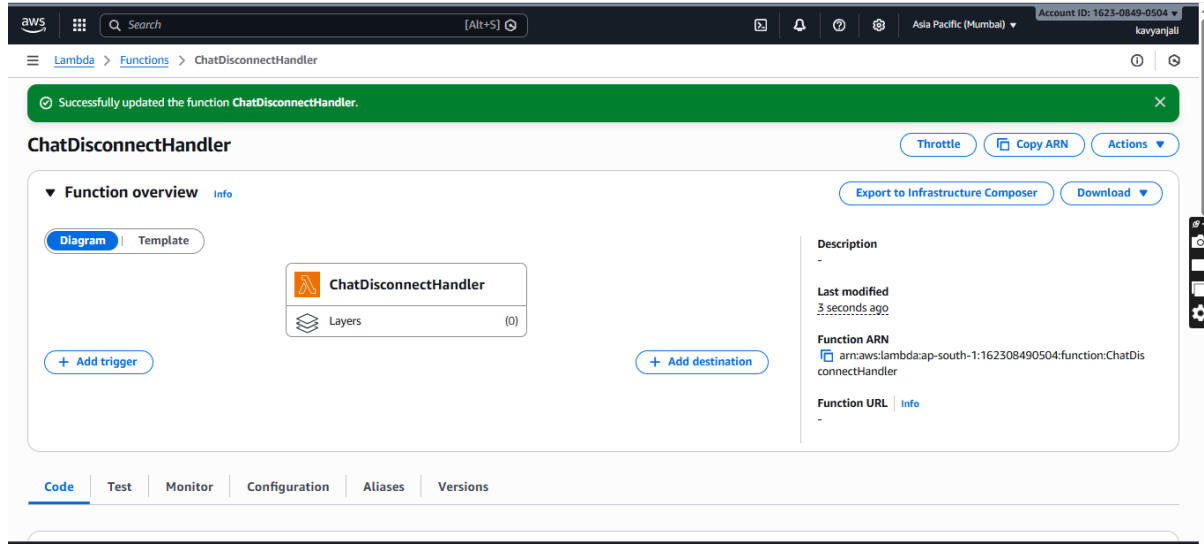 aws
Search
[Alt+S]
Asia Pacific (Mumbai) ▼
Account ID: 1623-0849-0504 ▼
kavyanjali
Lambda > Functions > ChatDisconnectHandler
Successfully updated the function ChatDisconnectHandler.
ChatDisconnectHandler
Throttle
Copy ARN
Actions ▼
▼ Function overview Info
Export to Infrastructure Composer
Download ▼
Diagram | Template
ChatDisconnectHandler
Layers (0)
+ Add trigger
+ Add destination
Description
-
Last modified
3 seconds ago
Function ARN
arn:aws:lambda:ap-south-1:162308490504:function:ChatDis
connectHandler
Function URL | Info
-
Code
Test
Monitor
Configuration
Aliases
Versions